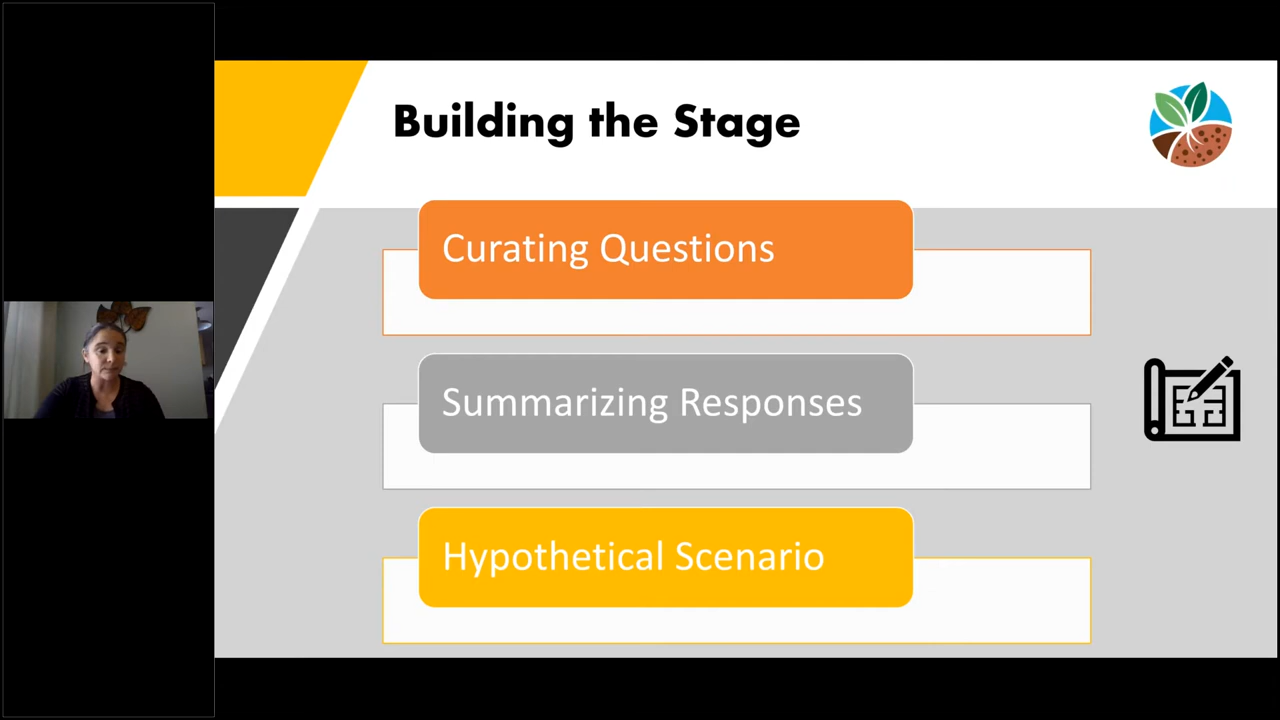 Building the Stage
Curating Questions
Summarizing Responses
Hypothetical Scenario